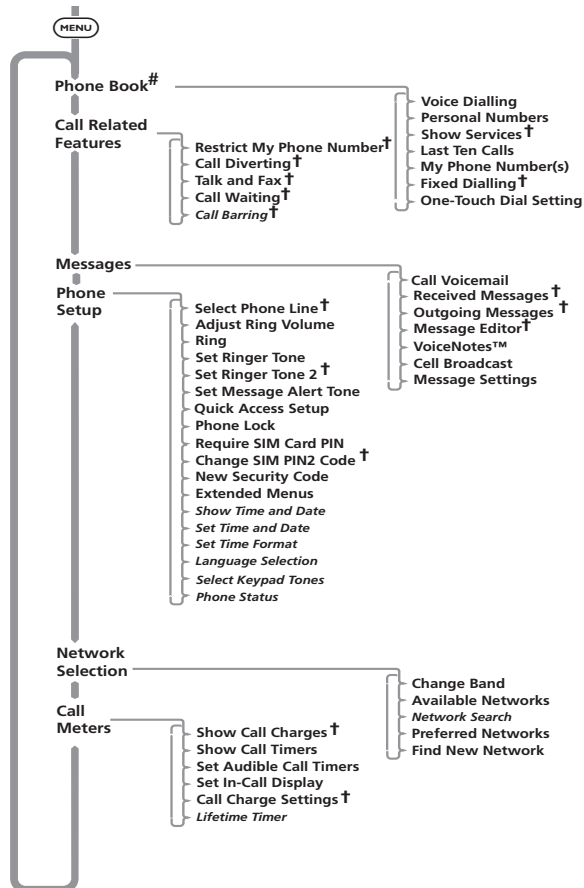 MENU
Phone Book#
Voice Dialling
Personal Numbers
Show Services†
Last Ten Calls
My Phone Number(s)
Fixed Dialling†
One-Touch Dial Setting
Call Related
Features
Restrict My Phone Number†
Call Diverting†
Talk and Fax†
Call Waiting†
Call Barring†
Messages
Call Voicemail
Received Messages†
Outgoing Messages †
Message Editor†
VoiceNotes™
Cell Broadcast
Message Settings
Phone
Setup
Select Phone Line†
Adjust Ring Volume
Ring
Set Ringer Tone
Set Ringer Tone 2 †
Set Message Alert Tone
Quick Access Setup
Phone Lock
Require SIM Card PIN
Change SIM PIN2 Code †
New Security Code
Extended Menus
Show Time and Date
Set Time and Date
Set Time Format
Language Selection
Select Keypad Tones
Phone Status
Network
Selection
Change Band
Available Networks
Network Search
Preferred Networks
Find New Network
Call
Meters
Show Call Charges†
Show Call Timers
Set Audible Call Timers
Set In-Call Display
Call Charge Settings†
Lifetime Timer